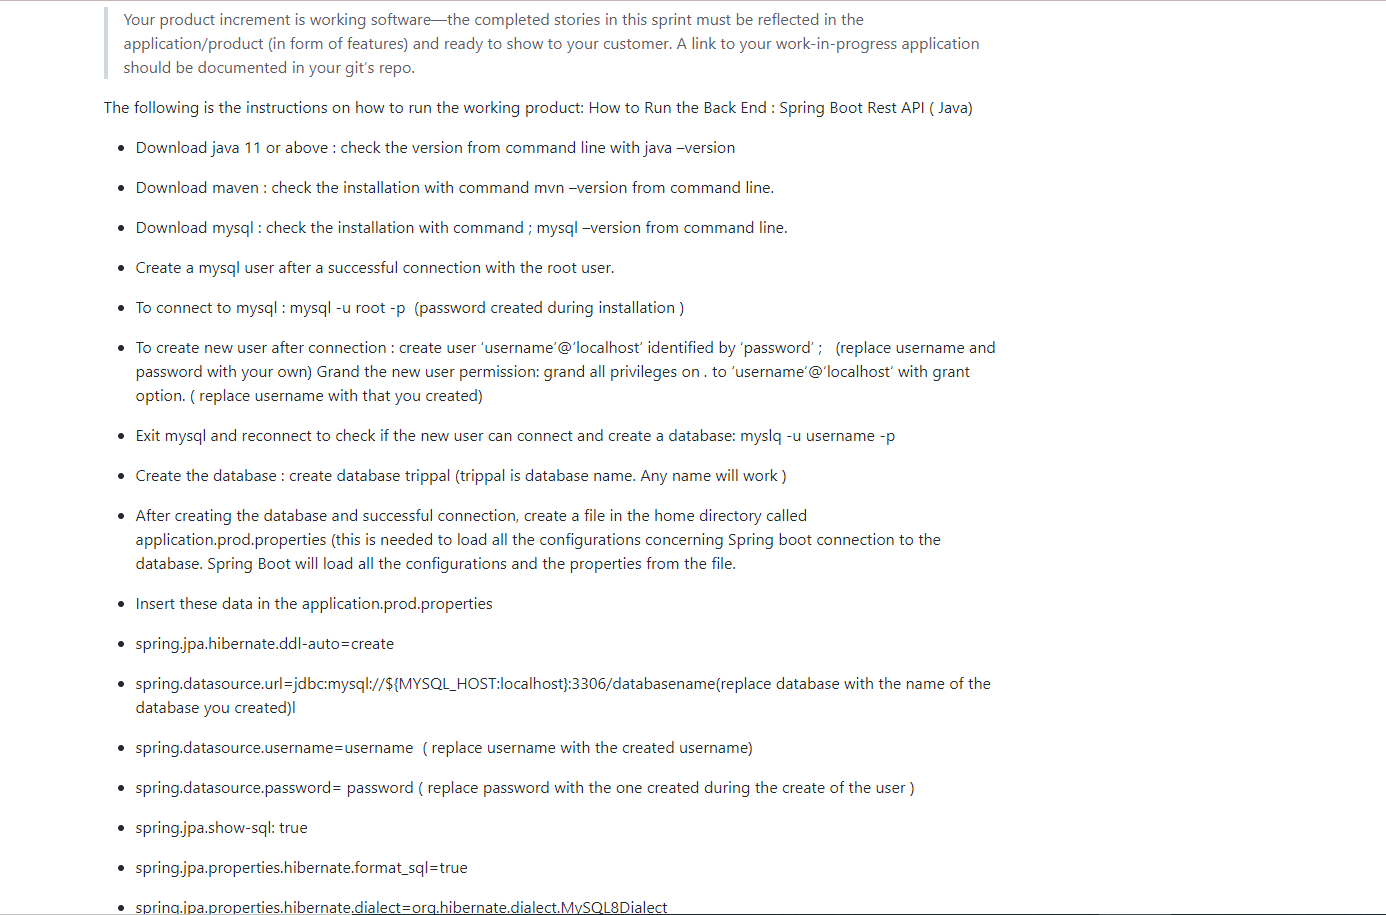 Your product increment is working software—the completed stories in this sprint must be reflected in the
application/product (in form of features) and ready to show to your customer. A link to your work-in-progress application
should be documented in your git’s repo.
The following is the instructions on how to run the working product: How to Run the Back End : Spring Boot Rest API ( Java)
• Download java 11 or above : check the version from command line with java –version
• Download maven : check the installation with command mvn –version from command line.
• Download mysql : check the installation with command ; mysql –version from command line.
• Create a mysql user after a successful connection with the root user.
• To connect to mysql : mysql -u root -p  (password created during installation )
• To create new user after connection : create user ‘username’@’localhost’ identified by ‘password’ ;   (replace username and
password with your own) Grand the new user permission: grand all privileges on . to ‘username’@’localhost’ with grant
option. ( replace username with that you created)
• Exit mysql and reconnect to check if the new user can connect and create a database: myslq -u username -p
• Create the database : create database trippal (trippal is database name. Any name will work )
• After creating the database and successful connection, create a file in the home directory called
application.prod.properties (this is needed to load all the configurations concerning Spring boot connection to the
database. Spring Boot will load all the configurations and the properties from the file.
• Insert these data in the application.prod.properties
• spring.jpa.hibernate.ddl-auto=create
• spring.datasource.url=jdbc:mysql://${MYSQL_HOST:localhost}:3306/databasename(replace database with the name of the
database you created)l
• spring.datasource.username=username  ( replace username with the created username)
• spring.datasource.password= password ( replace password with the one created during the create of the user )
• spring.jpa.show-sql: true
• spring.jpa.properties.hibernate.format_sql=true
• spring.jpa.properties.hibernate.dialect=org.hibernate.dialect.MySQL8Dialect